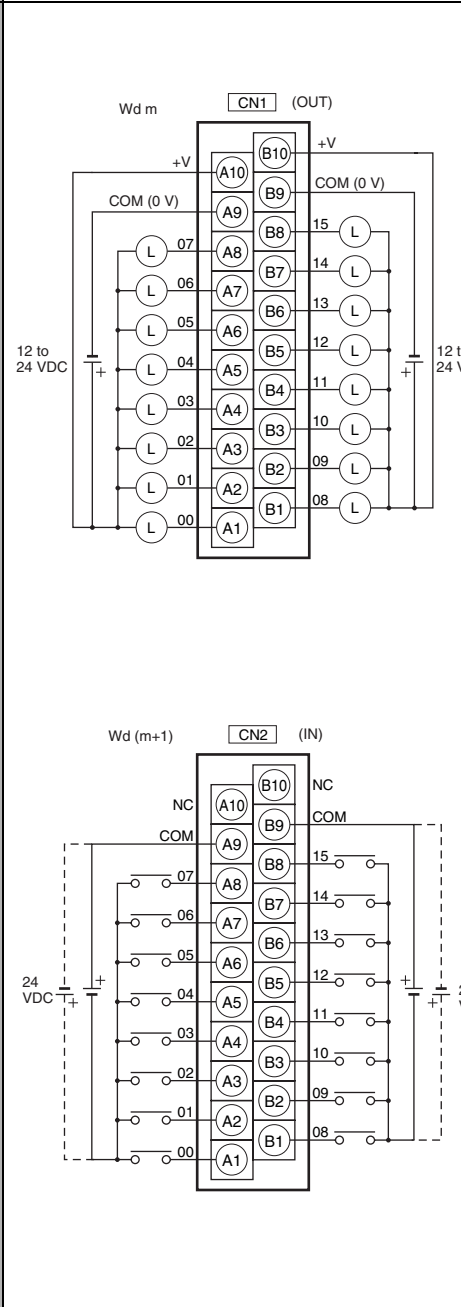 Wd m CN1 (OUT)
B10 +V
+V A10
B9 COM (0 V)
COM (0 V) A9
B8 15 L
L 07 A8
B7 14 L
L 06 A7
B6 13 L
L 05 A6
B5 12 L
12 to
24 VDC
+
L 04 A5
12 t
24 V
+
B4 11 L
L 03 A4
B3 10 L
L 02 A3
B2 09 L
L 01 A2
B1 08 L
L 00 A1
Wd (m+1) CN2 (IN)
B10 NC
NC A10
B9 COM
COM A9
B8 15
07 A8
B7 14
06 A7
B6 13
05 A6
B5 12
24
VDC
+
+
04 A5
+
+
B4 11
03 A4
B3 10
02 A3
B2 09
01 A2
B1 08
00 A1